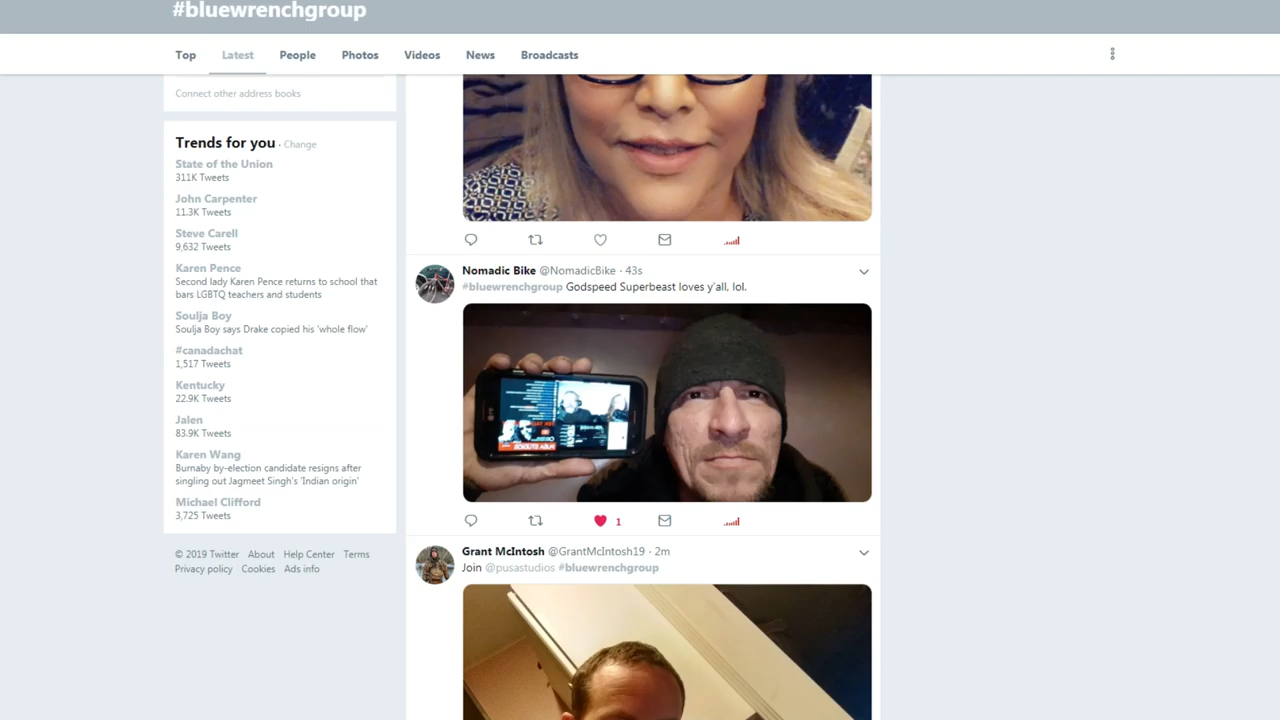 #bluewrenchgroup
Top Latest People Photos Videos News Broadcasts
Connect other address books
Trends for you · Change
State of the Union
311K Tweets
John Carpenter
11.3K Tweets
Steve Carell
9,632 Tweets
Karen Pence
Second lady Karen Pence returns to school that
bars LGBTQ teachers and students
Soulja Boy
Soulja Boy says Drake copied his 'whole flow'
#canadachat
1,517 Tweets
Kentucky
22.9K Tweets
Jalen
83.9K Tweets
Karen Wang
Burnaby by-election candidate resigns after
singling out Jagmeet Singh's 'Indian origin'
Michael Clifford
3,725 Tweets
© 2019 Twitter About Help Center Terms
Privacy policy Cookies Ads info
Nomadic Bike @NomadicBike · 43s
#bluewrenchgroup Godspeed Superbeast loves y'all, lol.
LG
1
Grant McIntosh @GrantMcIntosh19 · 2m
Join @pusastudios #bluewrenchgroup